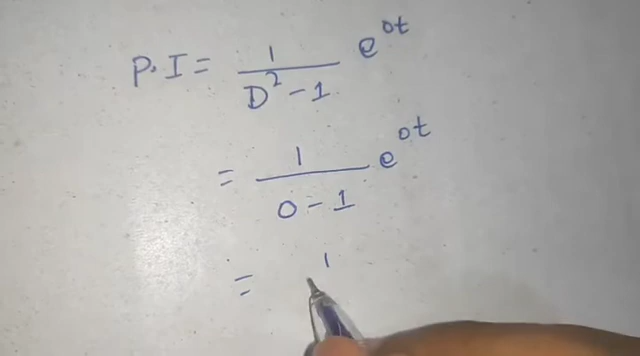 P.I = 1/(D² - 1) e^{0t}
= 1/(0 - 1) e^{0t}
= 1